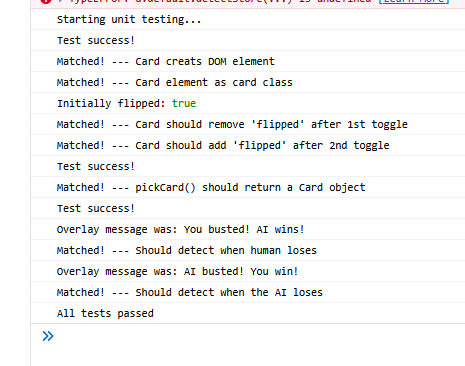 TypeError: a.default.detectStore(...) is undefined [Learn More]
Starting unit testing...
Test success!
Matched! --- Card creats DOM element
Matched! --- Card element as card class
Initially flipped: true
Matched! --- Card should remove 'flipped' after 1st toggle
Matched! --- Card should add 'flipped' after 2nd toggle
Test success!
Matched! --- pickCard() should return a Card object
Test success!
Overlay message was: You busted! AI wins!
Matched! --- Should detect when human loses
Overlay message was: AI busted! You win!
Matched! --- Should detect when the AI loses
All tests passed